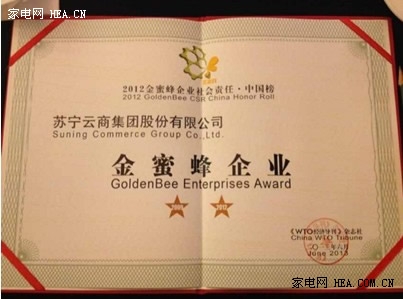 家电网 HEA.CN
2012金蜜蜂企业社会责任·中国榜
2012 GoldenBee CSR China Honor Roll
苏宁云商集团股份有限公司
Suning Commerce Group Co.,Ltd.
金蜜蜂企业
GoldenBee Enterprises Award
《WTO经济导刊》杂志社
China WTO Tribune
June 2013
家电网 HEA.CN.COM